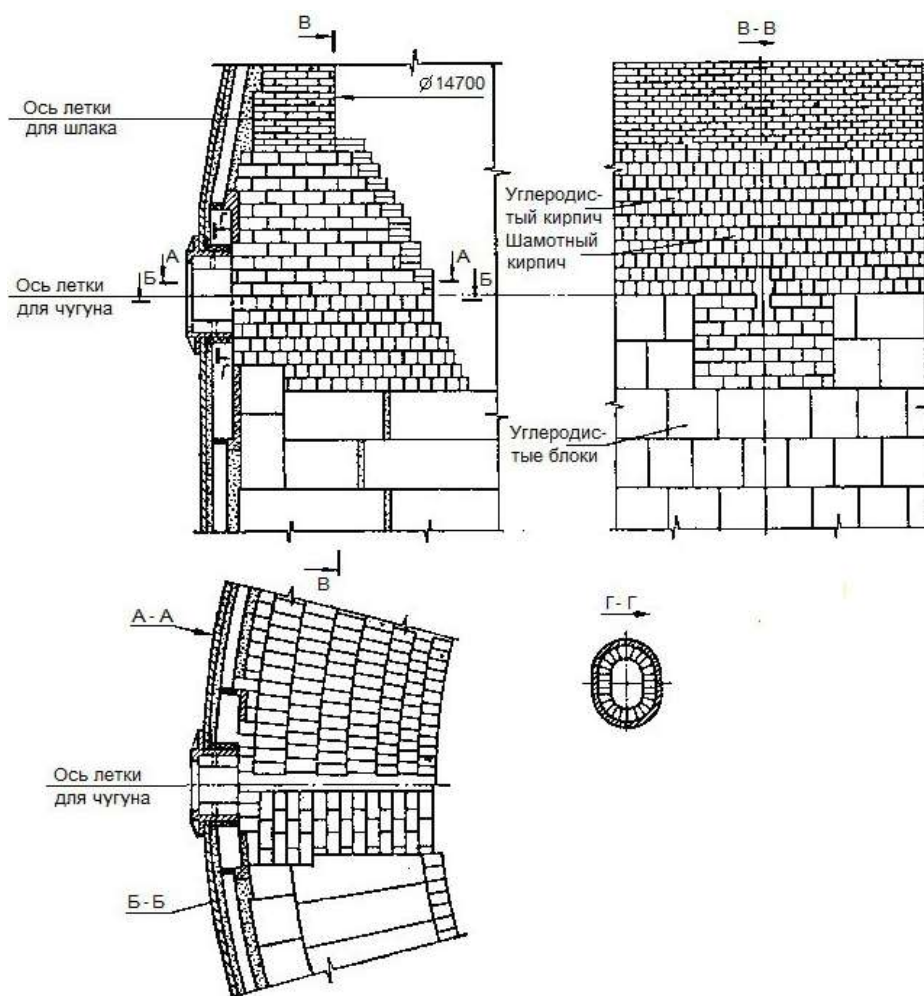 В
В - В
Ø 14700
Ось летки
для шлака
Углеродис-
тый кирпич
Шамотный
кирпич
А
А
Б
Б
Ось летки
для чугуна
Г
Г
Углеродис-
тые блоки
В
А - А
Г - Г
Ось летки
для чугуна
Б - Б